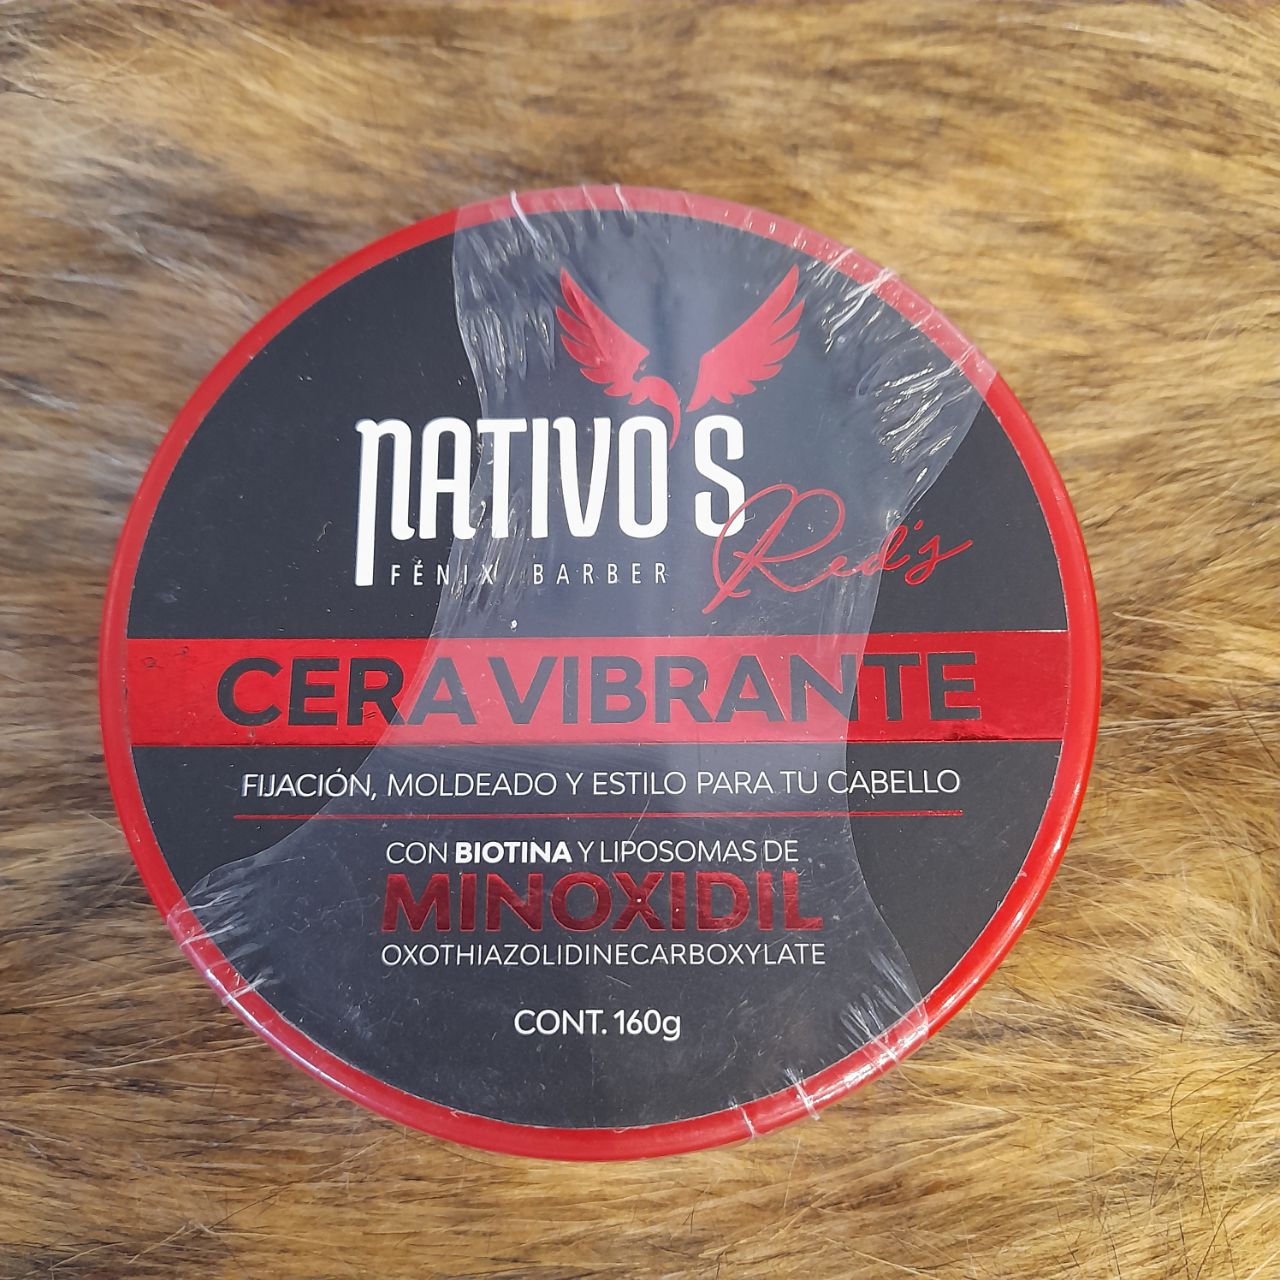 NATIVO'S
FÉNIX BARBER
Red's
CERA VIBRANTE
FIJACIÓN, MOLDEADO Y ESTILO PARA TU CABELLO
CON BIOTINA Y LIPOSOMAS DE
MINOXIDIL
OXOTHIAZOLIDINECARBOXYLATE
CONT. 160g